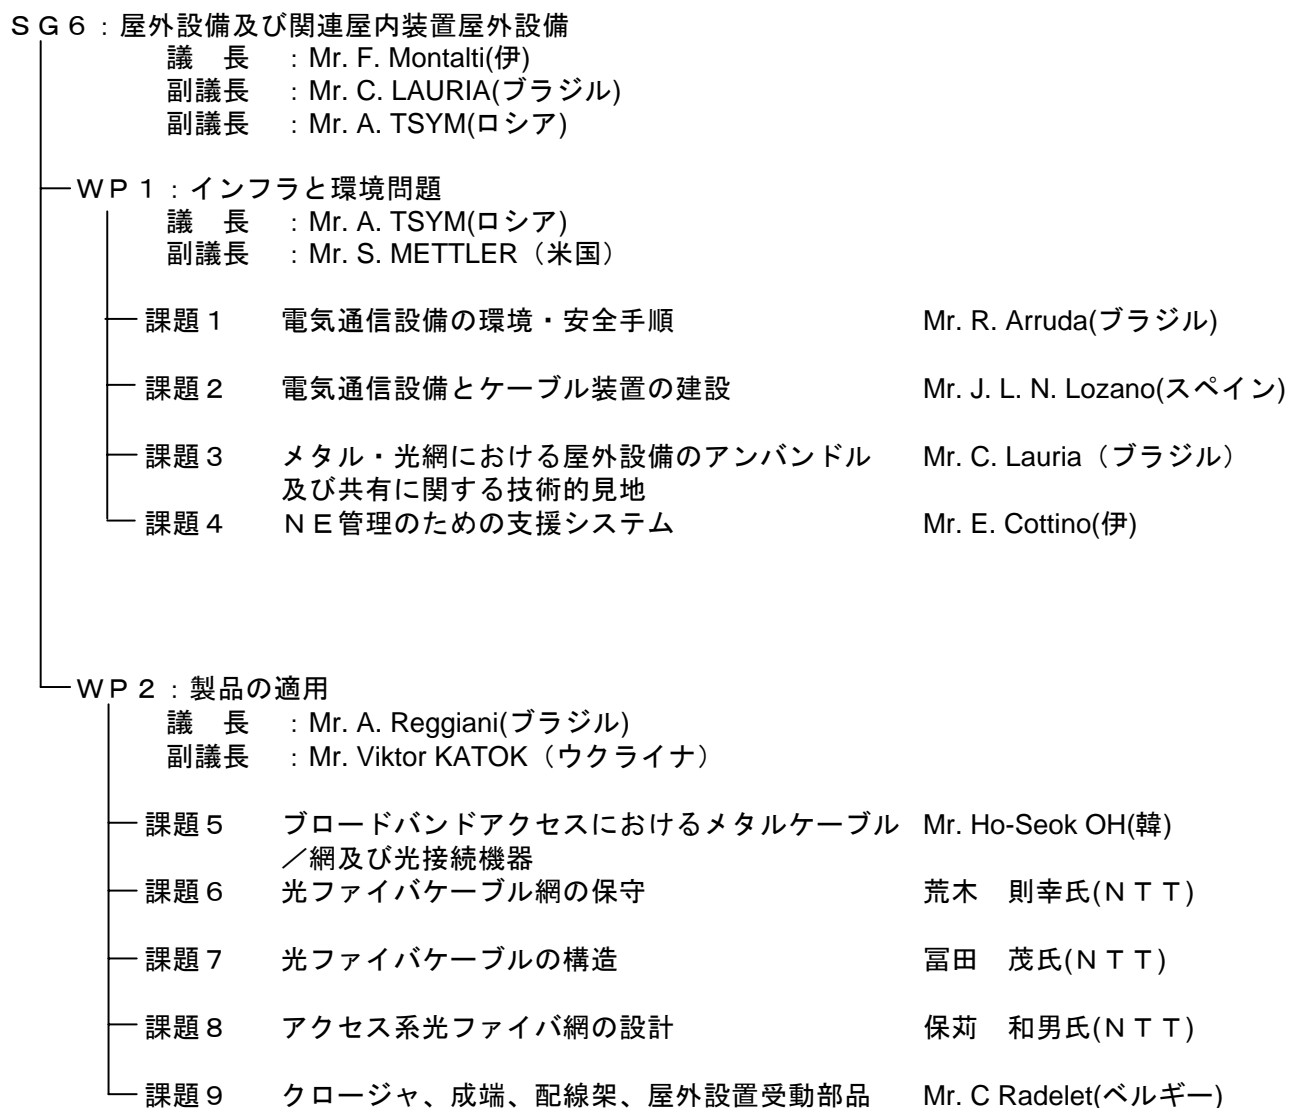 ＳＧ６：屋外設備及び関連屋内装置屋外設備
議　長　：Mr. F. Montalti(伊)
副議長　：Mr. C. LAURIA(ブラジル)
副議長　：Mr. A. TSYM(ロシア)
ＷＰ１：インフラと環境問題
議　長　：Mr. A. TSYM(ロシア)
副議長　：Mr. S. METTLER（米国）
課題１　電気通信設備の環境・安全手順　Mr. R. Arruda(ブラジル)
課題２　電気通信設備とケーブル装置の建設　Mr. J. L. N. Lozano(スペイン)
課題３　メタル・光網における屋外設備のアンバンドル　Mr. C. Lauria（ブラジル）
及び共有に関する技術的見地
課題４　ＮＥ管理のための支援システム　Mr. E. Cottino(伊)
ＷＰ２：製品の適用
議　長　：Mr. A. Reggiani(ブラジル)
副議長　：Mr. Viktor KATOK（ウクライナ）
課題５　ブロードバンドアクセスにおけるメタルケーブル　Mr. Ho-Seok OH(韓)
／網及び光接続機器
課題６　光ファイバケーブル網の保守　荒木　則幸氏(ＮＴＴ)
課題７　光ファイバケーブルの構造　冨田　茂氏(ＮＴＴ)
課題８　アクセス系光ファイバ網の設計　保苅　和男氏(ＮＴＴ)
課題９　クロージャ、成端、配線架、屋外設置受動部品　Mr. C Radelet(ベルギー)